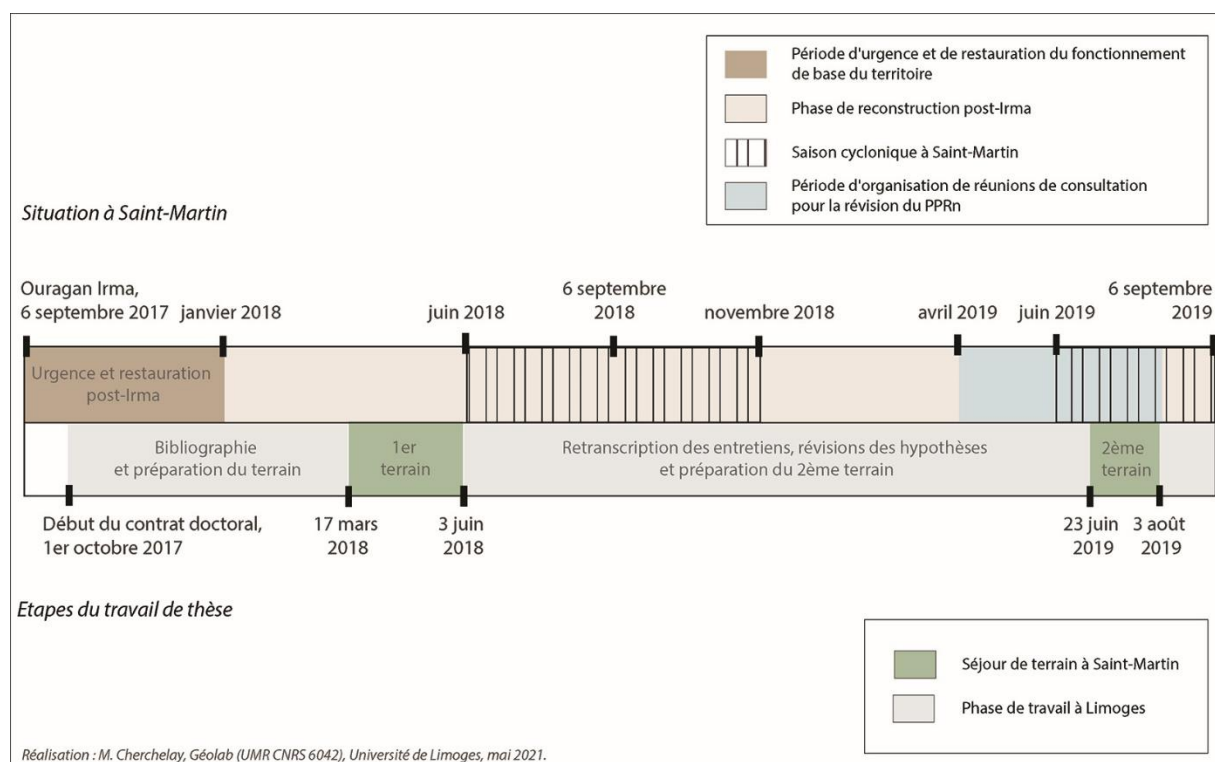 Période d'urgence et de restauration du fonctionnement
de base du territoire
Phase de reconstruction post-Irma
Saison cyclonique à Saint-Martin
Période d'organisation de réunions de consultation
pour la révision du PPRn
Situation à Saint-Martin
Ouragan Irma,
6 septembre 2017
janvier 2018
juin 2018
6 septembre
2018
novembre 2018
avril 2019
juin 2019
6 septembre
2019
Urgence et restauration
post-Irma
Bibliographie
et préparation du terrain
1er
terrain
Retranscription des entretiens, révisions des hypothèses
et préparation du 2ème terrain
2ème
terrain
Début du contrat doctoral,
1er octobre 2017
17 mars
2018
3 juin
2018
23 juin
2019
3 août
2019
Etapes du travail de thèse
Séjour de terrain à Saint-Martin
Phase de travail à Limoges
Réalisation : M. Cherchelay, Géolab (UMR CNRS 6042), Université de Limoges, mai 2021.